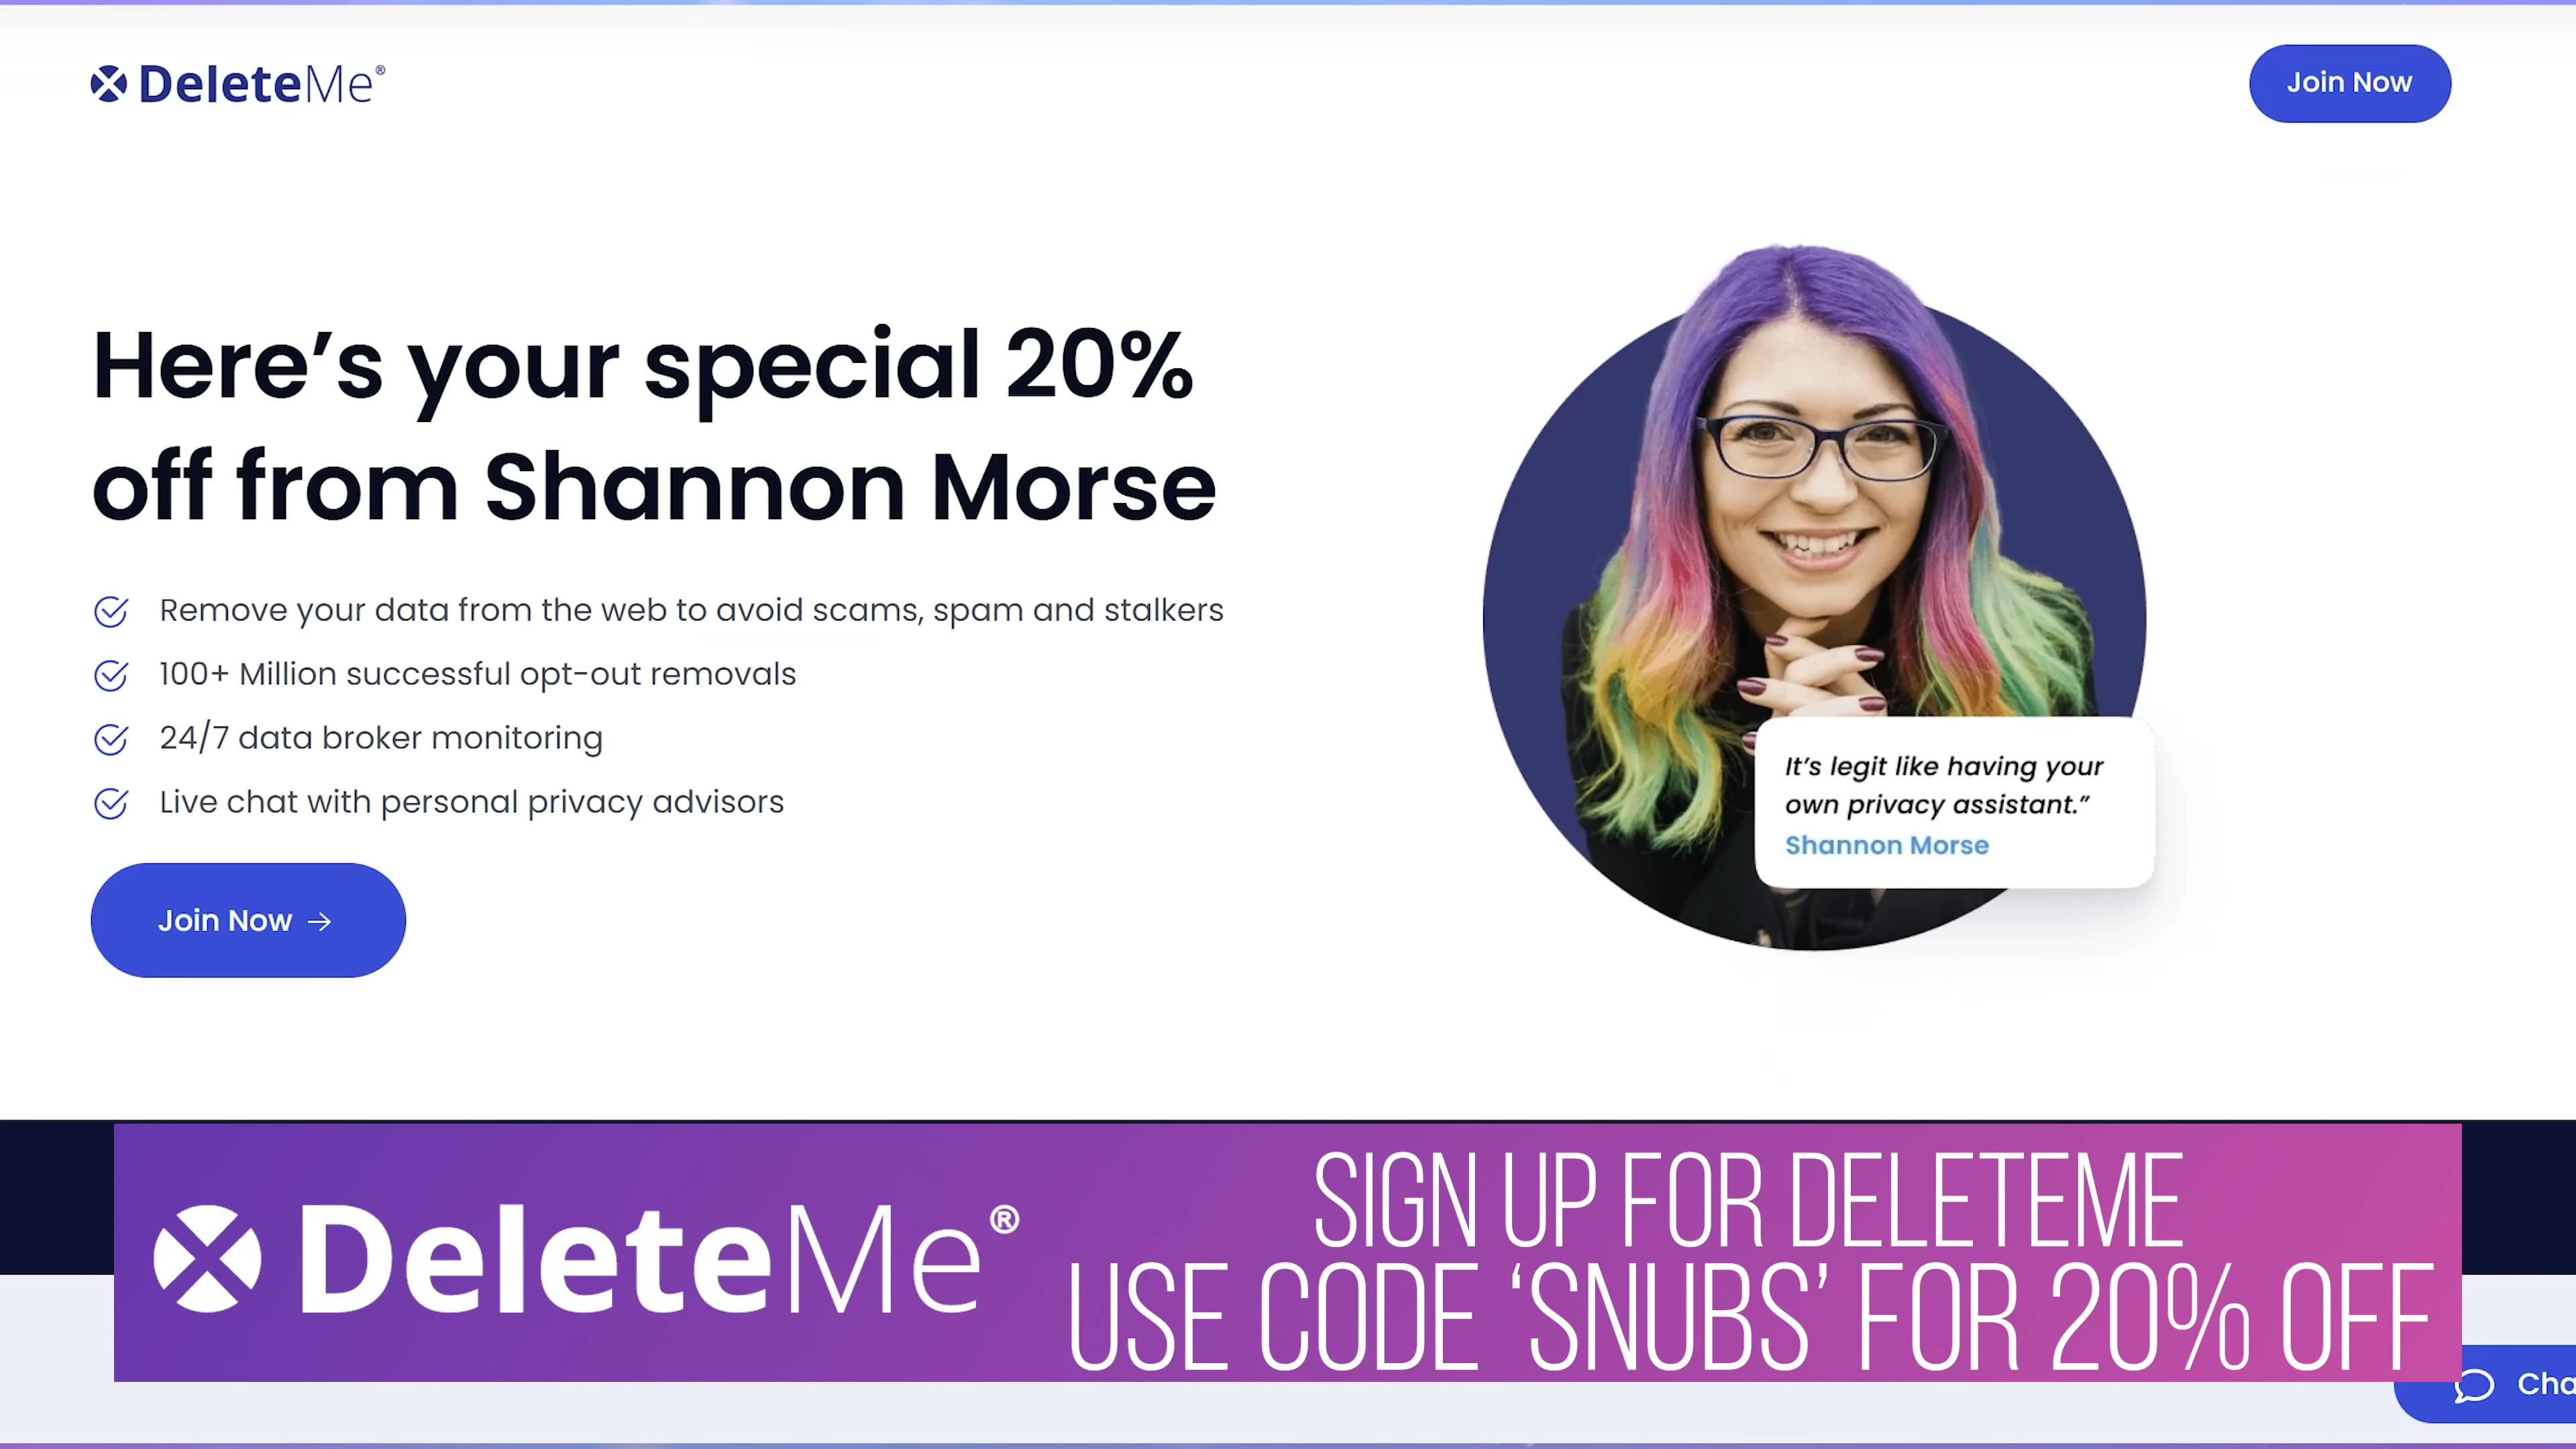 DeleteMe®
Join Now
Here’s your special 20%
off from Shannon Morse
Remove your data from the web to avoid scams, spam and stalkers
100+ Million successful opt-out removals
24/7 data broker monitoring
Live chat with personal privacy advisors
Join Now →
It’s legit like having your
own privacy assistant.”
Shannon Morse
DeleteMe®
SIGN UP FOR DELETEME
USE CODE ‘SNUBS’ FOR 20% OFF